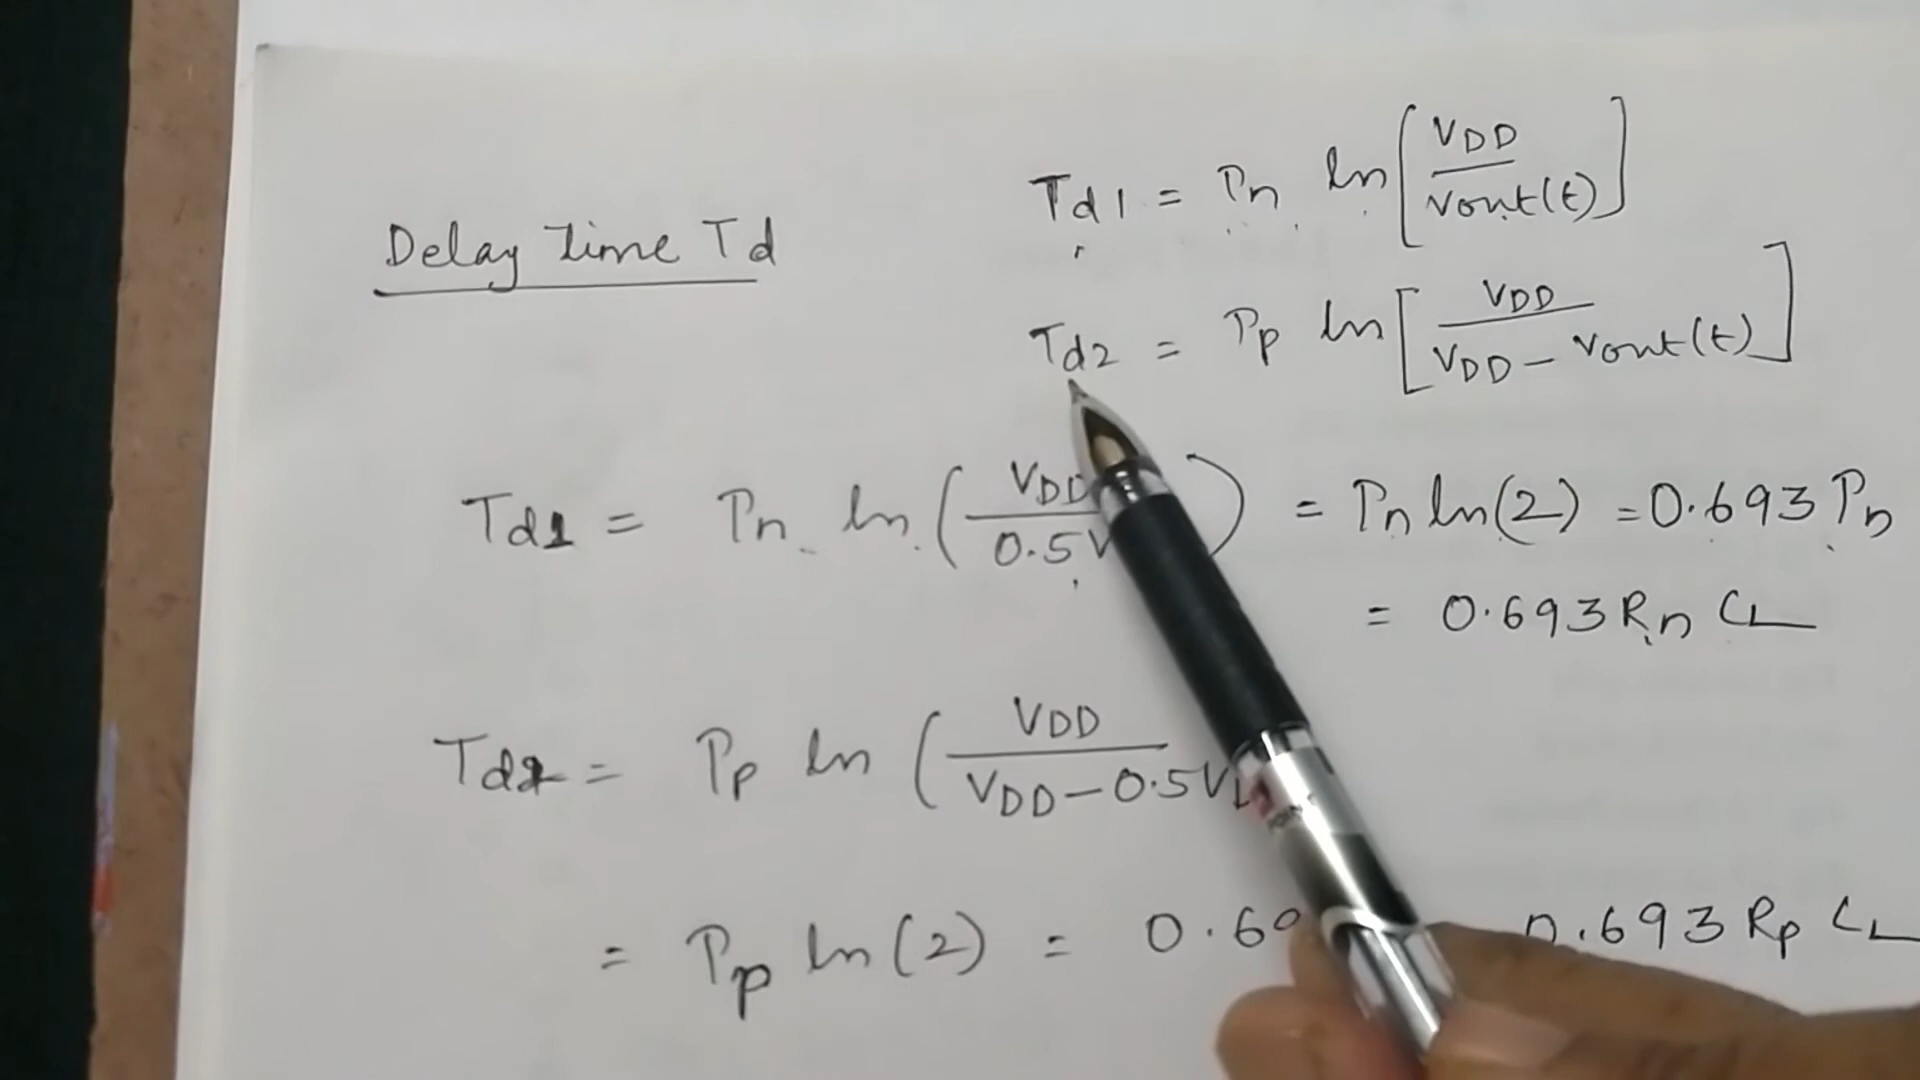 Td1 = Pn ln[VDD / Vout(t)]
Delay time Td
Td2 = Pp ln[VDD / VDD - Vout(t)]
Td1 = Pn ln(VDD / 0.5V) = Pn ln(2) = 0.693 Pn
= 0.693 Rn CL
Td2 = Pp ln(VDD / VDD - 0.5V
= Pp ln(2) = 0.69 0.693 Rp CL